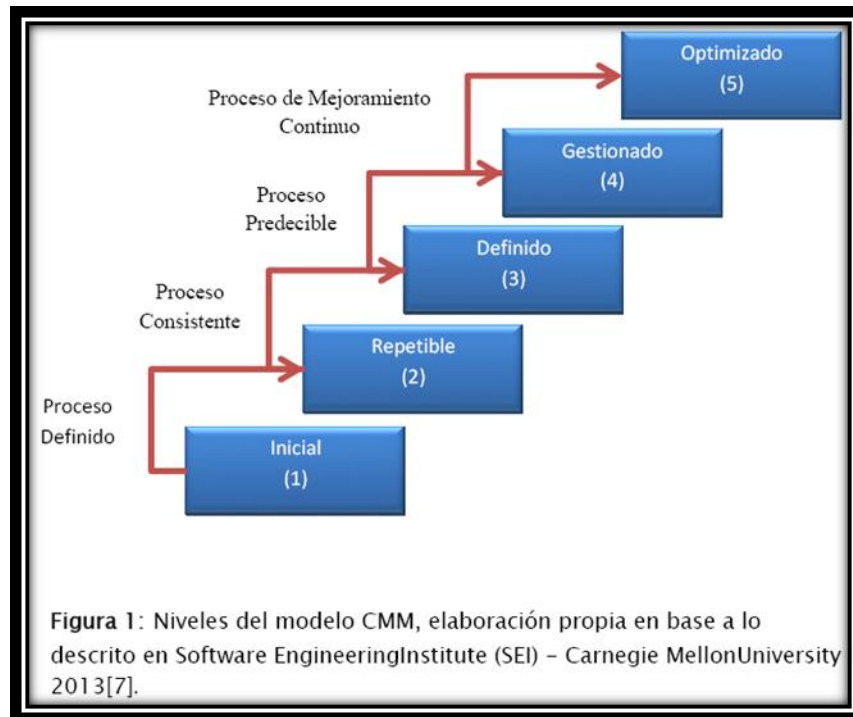 Optimizado
(5)
Proceso de Mejoramiento
Continuo
Gestionado
(4)
Proceso
Predecible
Definido
(3)
Proceso
Consistente
Repetible
(2)
Proceso
Definido
Inicial
(1)
Figura 1: Niveles del modelo CMM, elaboración propia en base a lo
descrito en Software EngineeringInstitute (SEI) – Carnegie MellonUniversity
2013[7].